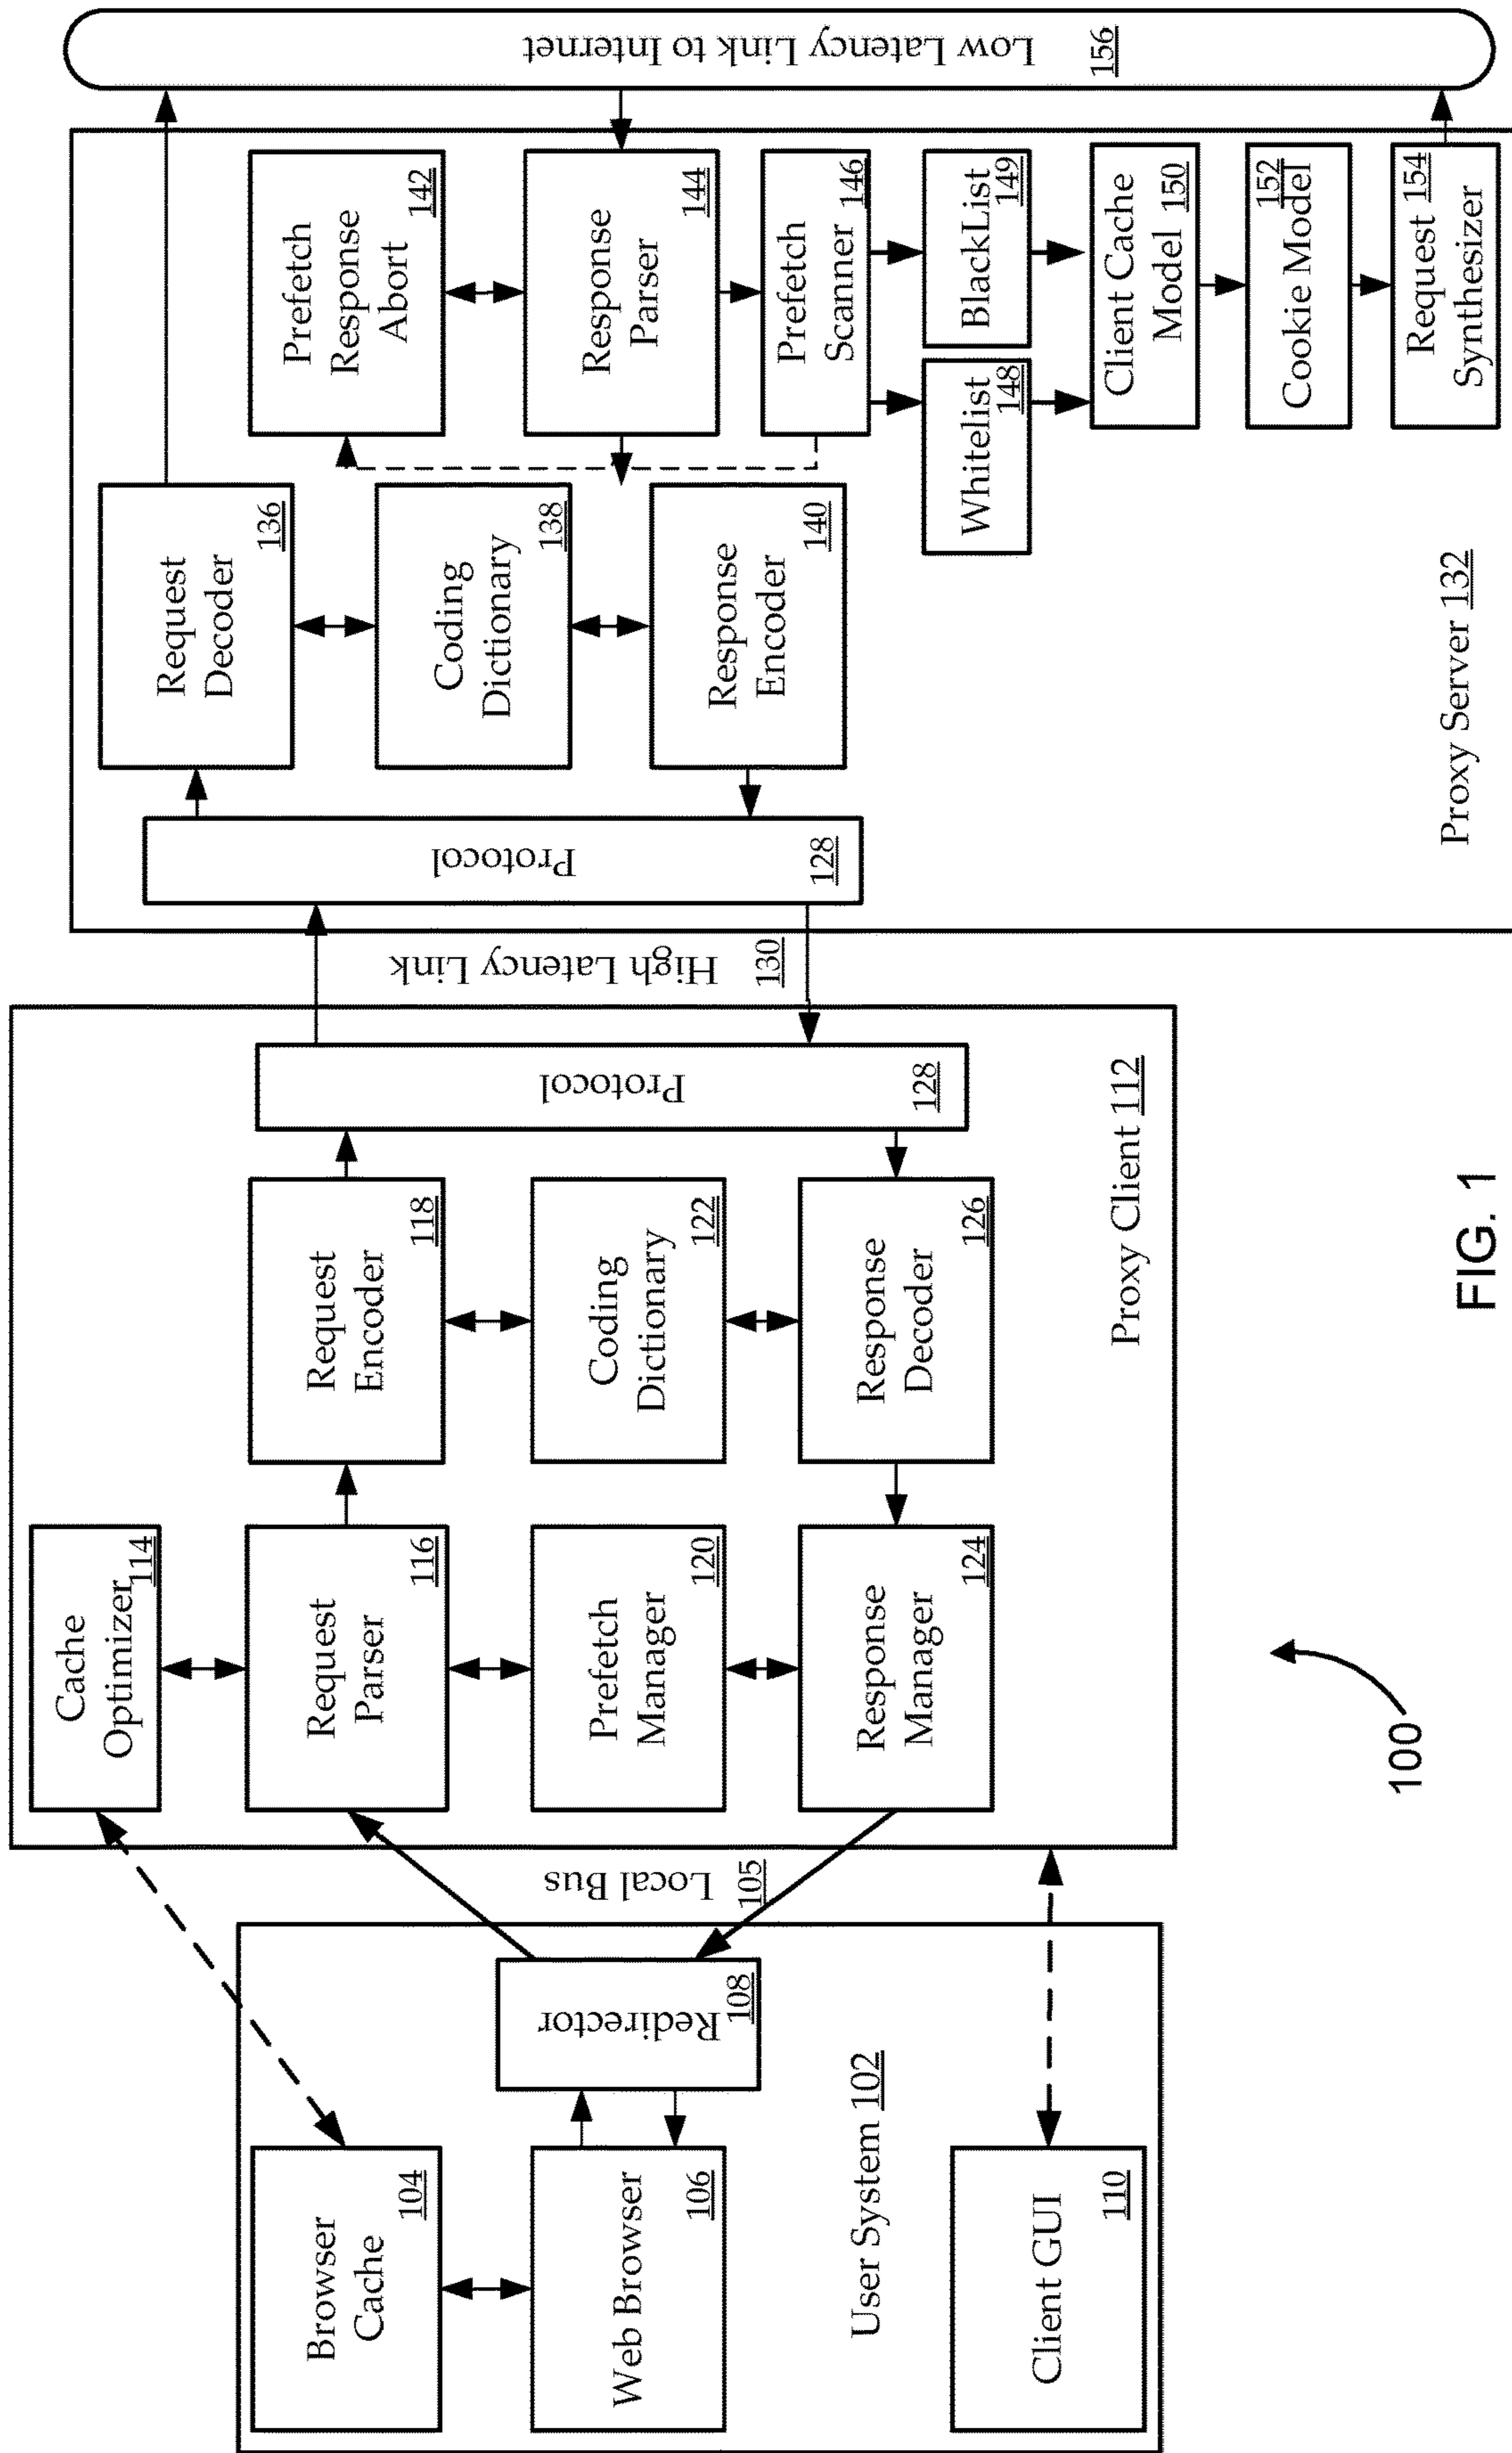 Browser
Cache
104
Web Browser
106
Redirector
108
User System 102
Client GUI
110
Local Bus
105
Cache
Optimizer
114
Request
Parser
116
Request
Encoder
118
Prefetch
Manager
120
Coding
Dictionary
122
Response
Manager
124
Response
Decoder
126
Protocol
128
Proxy Client 112
High Latency Link
130
Protocol
128
Request
Decoder
136
Coding
Dictionary
138
Response
Encoder
140
Prefetch
Response
Abort
142
Response
Parser
144
Prefetch
Scanner 146
Whitelist
148
BlackList
149
Client Cache
Model 150
Cookie Model
152
Request 154
Synthesizer
Proxy Server 132
Low Latency Link to Internet
156
100
FIG. 1